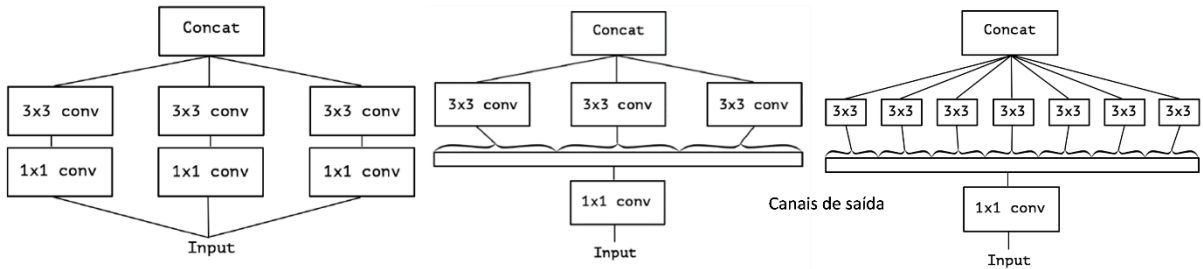 Concat
3x3 conv 3x3 conv 3x3 conv
1x1 conv 1x1 conv 1x1 conv
Input
Concat
3x3 conv 3x3 conv 3x3 conv
1x1 conv
Input
Concat
3x3 3x3 3x3 3x3 3x3 3x3 3x3
Canais de saída
1x1 conv
Input